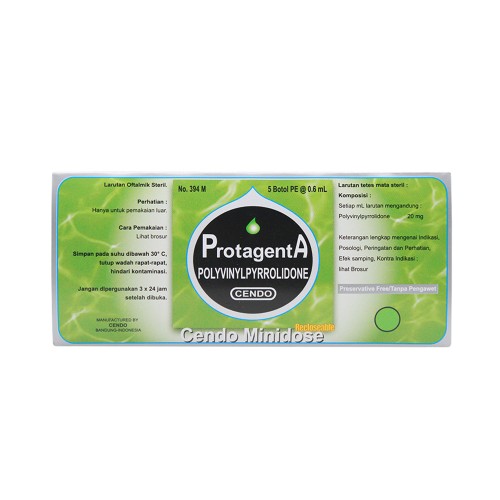 Larutan Oftalmik Steril.
Perhatian :
Hanya untuk pemakaian luar.
Cara Pemakaian :
Lihat brosur
Simpan pada suhu dibawah 30° C,
tutup wadah rapat-rapat,
hindari kontaminasi.
Jangan dipergunakan 3 x 24 jam
setelah dibuka.
MANUFACTURED BY
CENDO
BANDUNG-INDONESIA
No. 394 M
5 Botol PE @ 0.6 mL
ProtagentA
POLYVINYLPYRROLIDONE
CENDO
Recloseable
Cendo Minidose
Larutan tetes mata steril :
Komposisi :
Setiap mL larutan mengandung :
Polyvinylpyrrolidone 20 mg
Keterangan lengkap mengenai Indikasi,
Posologi, Peringatan dan Perhatian,
Efek samping, Kontra Indikasi :
lihat Brosur
Preservative Free/Tanpa Pengawet